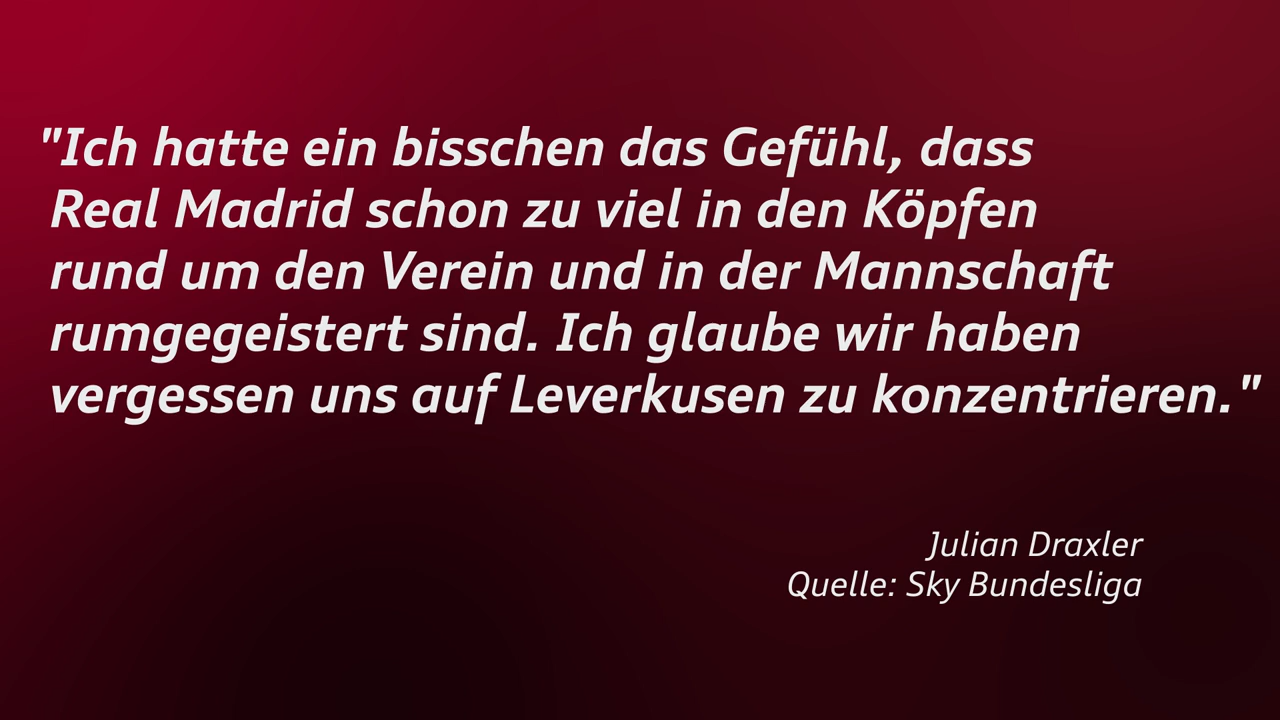 "Ich hatte ein bisschen das Gefühl, dass
Real Madrid schon zu viel in den Köpfen
rund um den Verein und in der Mannschaft
rumgegeistert sind. Ich glaube wir haben
vergessen uns auf Leverkusen zu konzentrieren."
Julian Draxler
Quelle: Sky Bundesliga